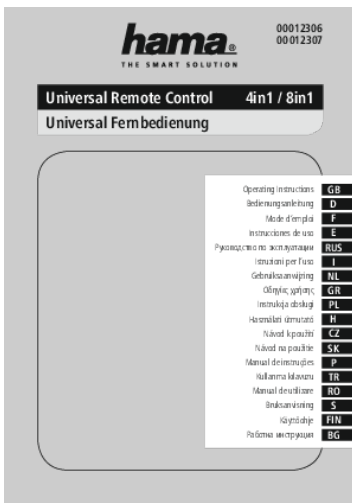 00012306
00012307
hama®
THE SMART SOLUTION
Universal Remote Control 4in1 / 8in1
Universal Fernbedienung
Operating Instructions GB
Bedienungsanleitung D
Mode d'emploi F
Instrucciones de uso E
Руководство по эксплуатации RUS
Istruzioni per l'uso I
Gebruiksaanwijzing NL
Οδηγίες χρήσης GR
Instrukcja obsługi PL
Használati útmutató H
Návod k použití CZ
Návod na použitie SK
Manual de instruções P
Kullanma kılavuzu TR
Manual de utilizare RO
Bruksanvisning S
Käyttöohje FIN
Работна инструкция BG